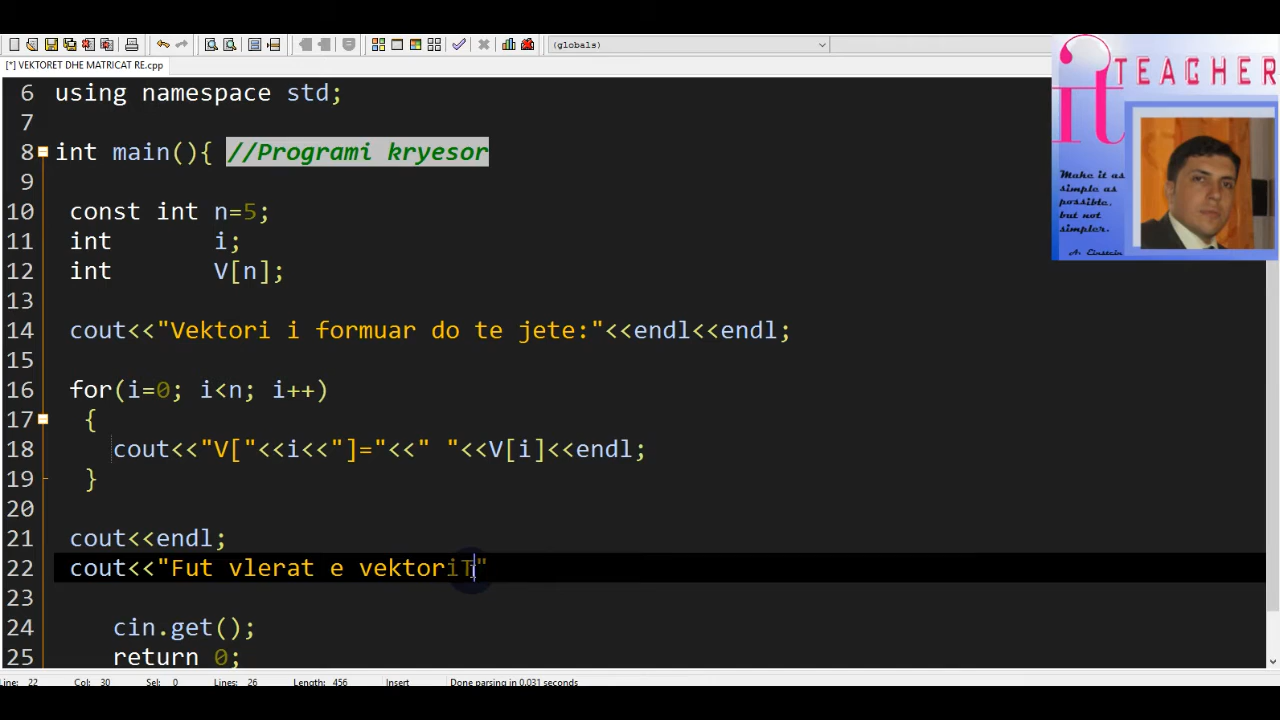 (globals)
[*] VEKTORET DHE MATRICAT RE.cpp
6 using namespace std;
7
8 int main(){ //Programi kryesor
9
10 const int n=5;
11 int i;
12 int V[n];
13
14 cout<<"Vektori i formuar do te jete:"<<endl<<endl;
15
16 for(i=0; i<n; i++)
17 {
18 cout<<"V["<<i<<"]="<<" "<<V[i]<<endl;
19 }
20
21 cout<<endl;
22 cout<<"Fut vlerat e vektoriT"
23
24 cin.get();
25 return 0;
Line: 22 Col: 30 Sel: 0 Lines: 26 Length: 456 Insert Done parsing in 0.031 seconds
it TEACHER
Make it as
simple as
possible,
but not
simpler.
A. Einstein